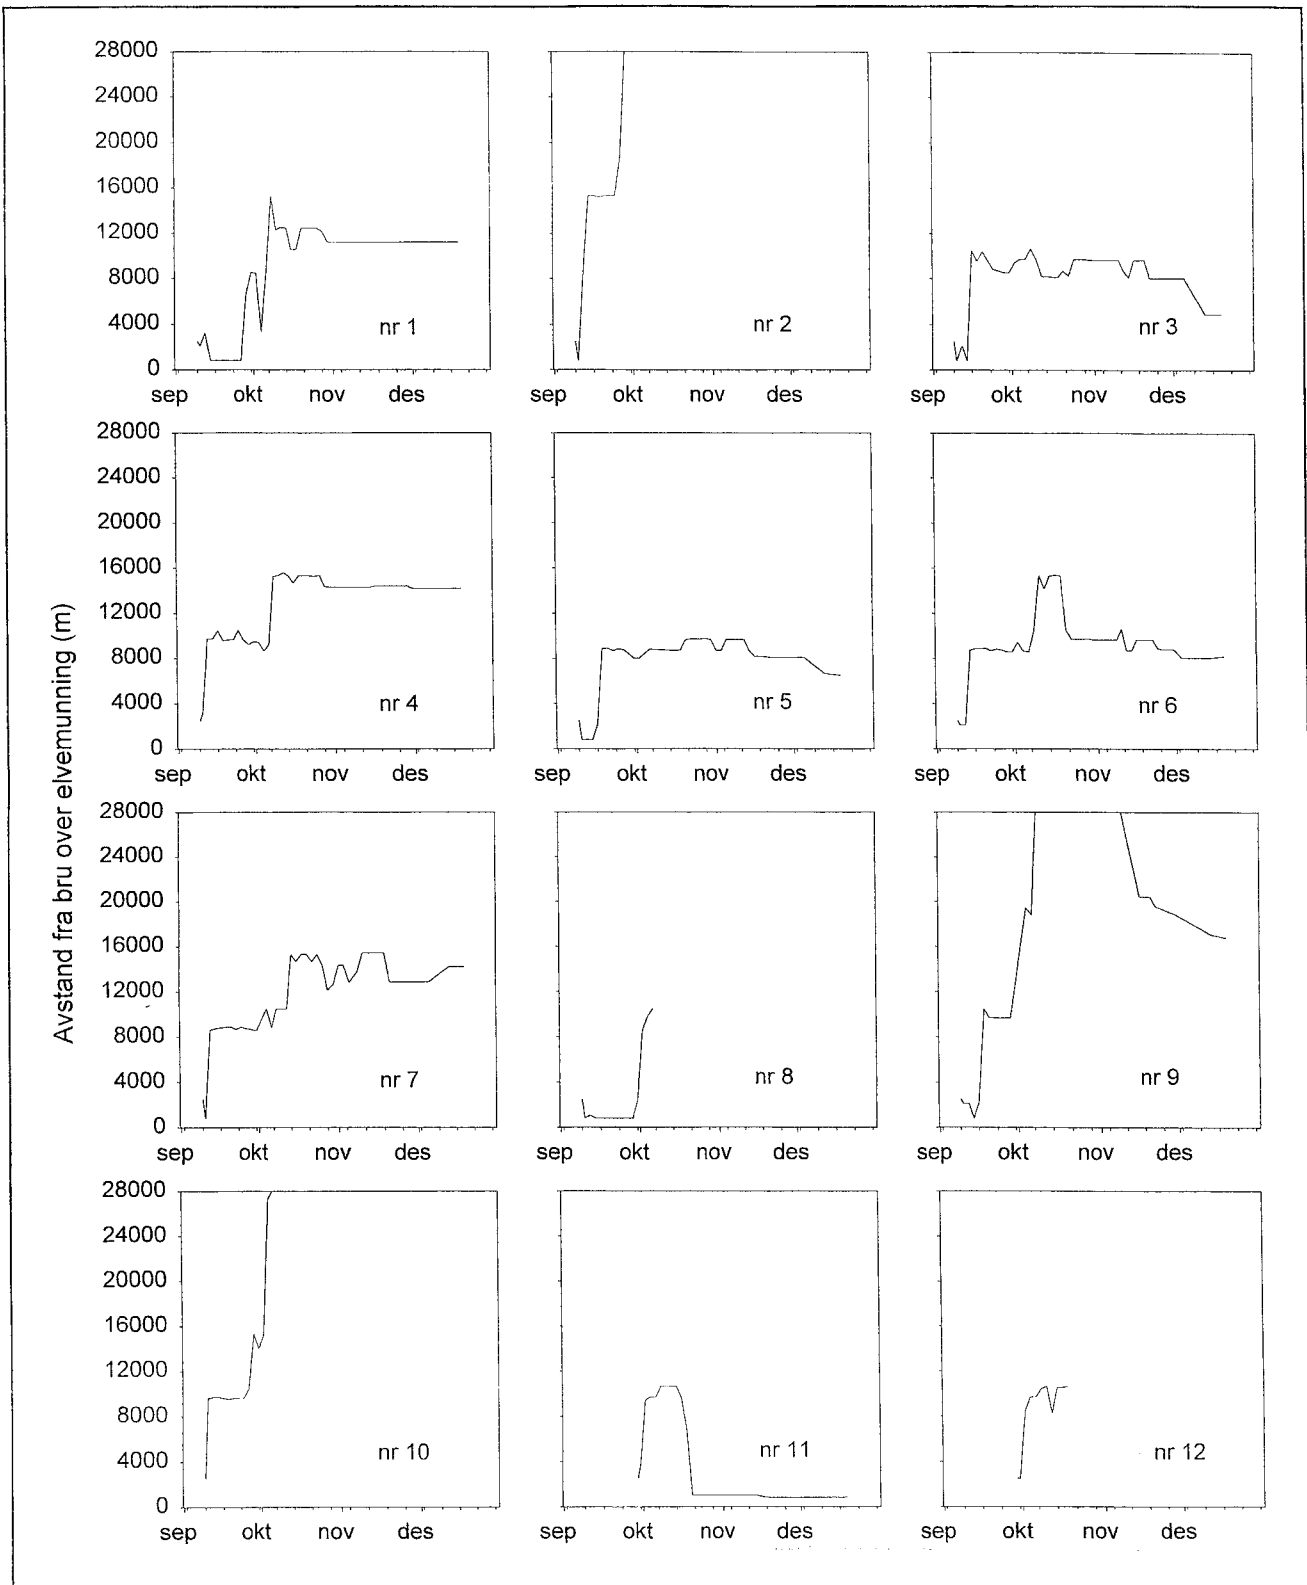 Avstand fra bru over elvemunning (m)
28000
24000
20000
16000
12000
8000
4000
0
nr 1
nr 2
nr 3
sep okt nov des
sep okt nov des
sep okt nov des
28000
24000
20000
16000
12000
8000
4000
0
nr 4
nr 5
nr 6
sep okt nov des
sep okt nov des
sep okt nov des
28000
24000
20000
16000
12000
8000
4000
0
nr 7
nr 8
nr 9
sep okt nov des
sep okt nov des
sep okt nov des
28000
24000
20000
16000
12000
8000
4000
0
nr 10
nr 11
nr 12
sep okt nov des
sep okt nov des
sep okt nov des